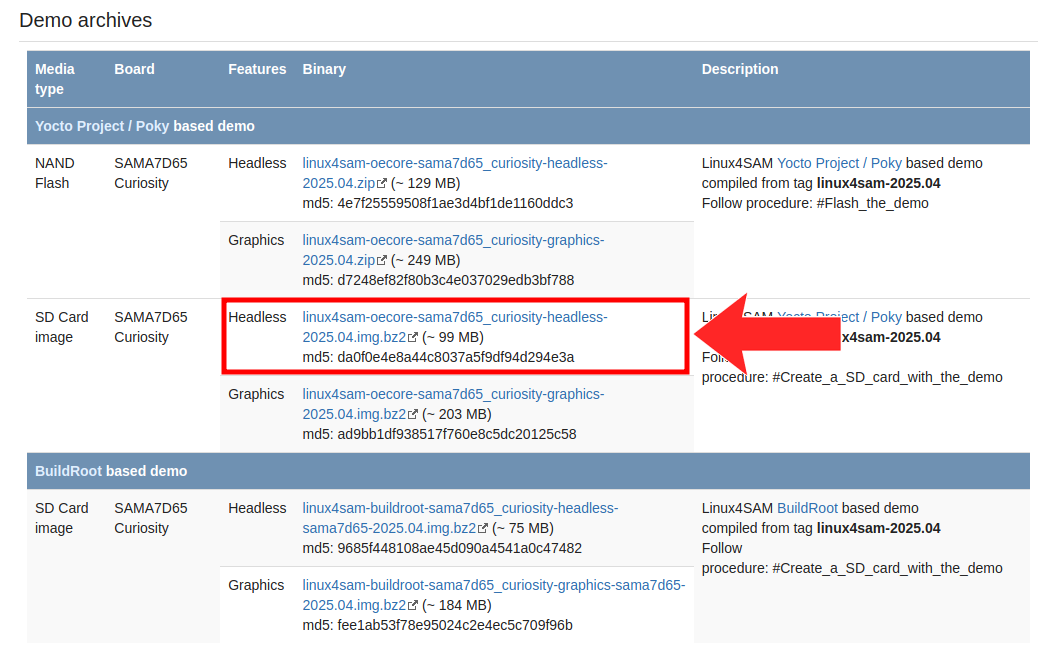 Demo archives
Media type
Board
Features
Binary
Description
Yocto Project / Poky based demo
NAND Flash
SAMA7D65 Curiosity
Headless
linux4sam-oecore-sama7d65_curiosity-headless-
2025.04.zip (~ 129 MB)
md5: 4e7f25559508f1ae3d4bf1de1160ddc3
Linux4SAM Yocto Project / Poky based demo
compiled from tag linux4sam-2025.04
Follow procedure: #Flash_the_demo
Graphics
linux4sam-oecore-sama7d65_curiosity-graphics-
2025.04.zip (~ 249 MB)
md5: d7248ef82f80b3c4e037029edb3bf788
SD Card image
SAMA7D65 Curiosity
Headless
linux4sam-oecore-sama7d65_curiosity-headless-
2025.04.img.bz2 (~ 99 MB)
md5: da0f0e4e8a44c8037a5f9df94d294e3a
SAM Yocto Project / Poky based demo
x4sam-2025.04
procedure: #Create_a_SD_card_with_the_demo
Graphics
linux4sam-oecore-sama7d65_curiosity-graphics-
2025.04.img.bz2 (~ 203 MB)
md5: ad9bb1df938517f760e8c5dc20125c58
BuildRoot based demo
SD Card image
SAMA7D65 Curiosity
Headless
linux4sam-buildroot-sama7d65_curiosity-headless-
sama7d65-2025.04.img.bz2 (~ 75 MB)
md5: 9685f448108ae45d090a4541a0c47482
Linux4SAM BuildRoot based demo
compiled from tag linux4sam-2025.04
Follow
procedure: #Create_a_SD_card_with_the_demo
Graphics
linux4sam-buildroot-sama7d65_curiosity-graphics-sama7d65-
2025.04.img.bz2 (~ 184 MB)
md5: fee1ab53f78e95024c2e4ec5c709f96b